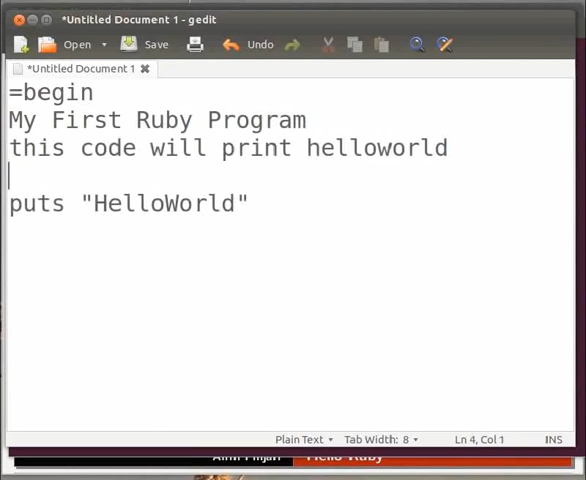 *Untitled Document 1 - gedit
Open Save Undo
*Untitled Document 1
=begin
My First Ruby Program
this code will print helloworld
puts "HelloWorld"
Plain Text Tab Width: 8 Ln 4, Col 1 INS
Hello Ruby